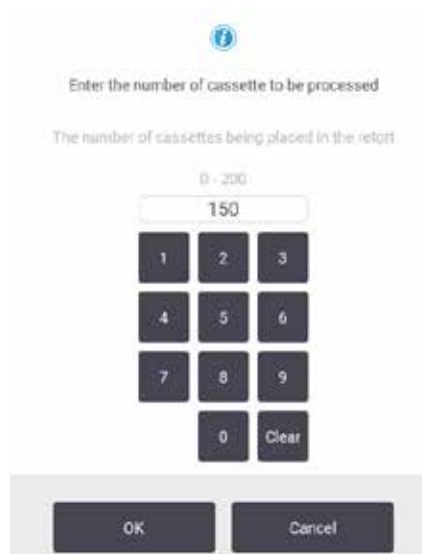 Enter the number of cassette to be processed
The number of cassettes being placed in the retort
0 - 200
150
1 2 3
4 5 6
7 8 9
0 Clear
OK Cancel